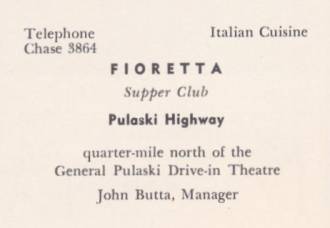 Telephone
Chase 3864
Italian Cuisine
FIORETTA
Supper Club
Pulaski Highway
quarter-mile north of the
General Pulaski Drive-in Theatre
John Butta, Manager